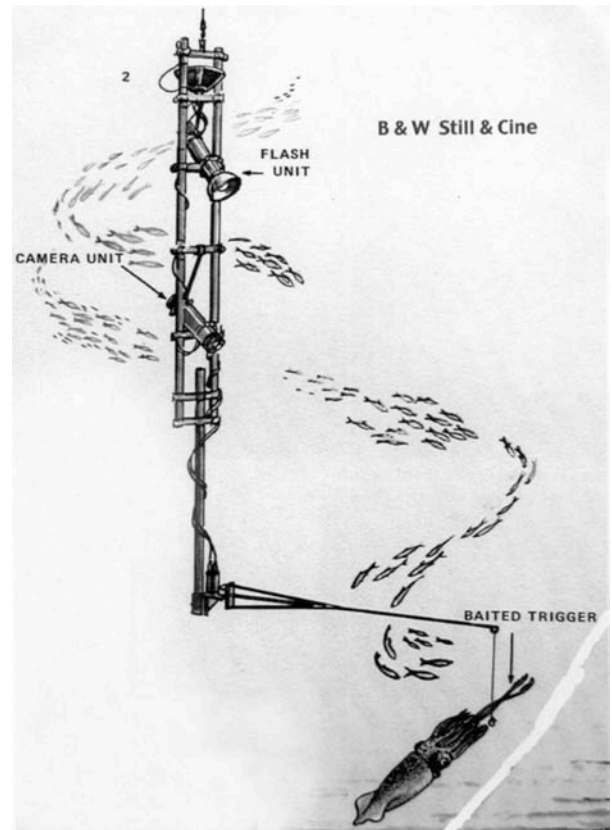 2
B & W Still & Cine
FLASH
UNIT
CAMERA UNIT
BAITED TRIGGER